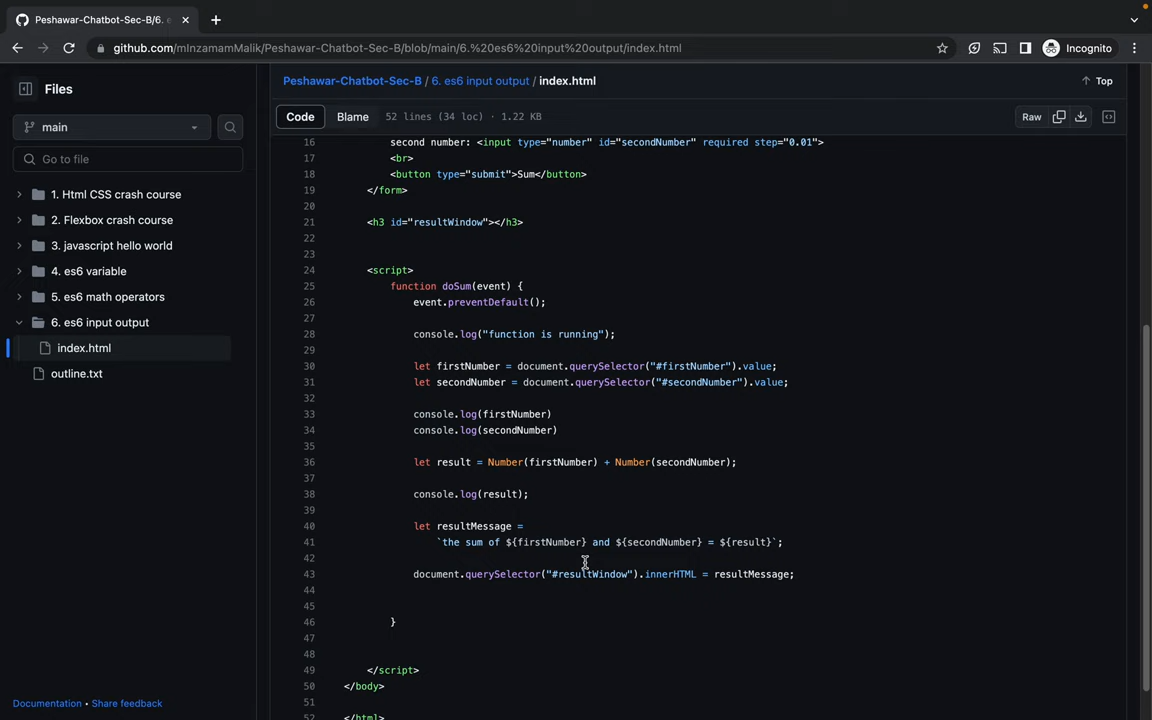 Peshawar-Chatbot-Sec-B/6. e
github.com/mInzamamMalik/Peshawar-Chatbot-Sec-B/blob/main/6.%20es6%20input%20output/index.html
Incognito
Files
main
Go to file
1. Html CSS crash course
2. Flexbox crash course
3. javascript hello world
4. es6 variable
5. es6 math operators
6. es6 input output
index.html
outline.txt
Documentation • Share feedback
Peshawar-Chatbot-Sec-B / 6. es6 input output / index.html
Top
Code Blame 52 lines (34 loc) · 1.22 KB
Raw
16 second number: <input type="number" id="secondNumber" required step="0.01">
17 <br>
18 <button type="submit">Sum</button>
19 </form>
20
21 <h3 id="resultWindow"></h3>
22
23
24 <script>
25 function doSum(event) {
26 event.preventDefault();
27
28 console.log("function is running");
29
30 let firstNumber = document.querySelector("#firstNumber").value;
31 let secondNumber = document.querySelector("#secondNumber").value;
32
33 console.log(firstNumber)
34 console.log(secondNumber)
35
36 let result = Number(firstNumber) + Number(secondNumber);
37
38 console.log(result);
39
40 let resultMessage =
41 `the sum of ${firstNumber} and ${secondNumber} = ${result}`;
42
43 document.querySelector("#resultWindow").innerHTML = resultMessage;
44
45
46 }
47
48
49 </script>
50 </body>
51
52 </html>